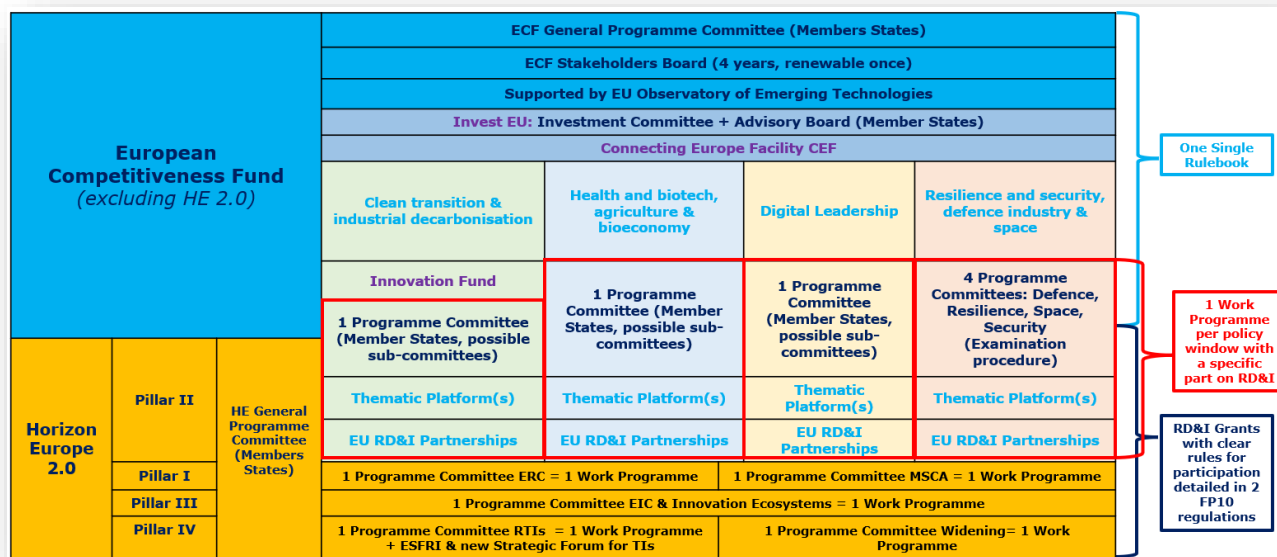 ECF General Programme Committee (Members States)
ECF Stakeholders Board (4 years, renewable once)
Supported by EU Observatory of Emerging Technologies
Invest EU: Investment Committee + Advisory Board (Member States)
Connecting Europe Facility CEF
European
Competitiveness Fund
(excluding HE 2.0)
One Single
Rulebook
Clean transition &
industrial decarbonisation
Health and biotech,
agriculture &
bioeconomy
Digital Leadership
Resilience and security,
defence industry &
space
Innovation Fund
1 Programme Committee
(Member States, possible
sub-committees)
1 Programme
Committee (Member
States, possible sub-
committees)
1 Programme
Committee
(Member States,
possible sub-
committees)
4 Programme
Committees: Defence,
Resilience, Space,
Security
(Examination
procedure)
1 Work
Programme
per policy
window with
a specific
part on RD&I
Horizon
Europe
2.0
Pillar II
HE General
Programme
Committee
(Members
States)
Thematic Platform(s)
Thematic Platform(s)
Thematic
Platform(s)
Thematic Platform(s)
EU RD&I Partnerships
EU RD&I Partnerships
EU RD&I
Partnerships
EU RD&I Partnerships
RD&I Grants
with clear
rules for
participation
detailed in 2
FP10
regulations
Pillar I
1 Programme Committee ERC = 1 Work Programme
1 Programme Committee MSCA = 1 Work Programme
Pillar III
1 Programme Committee EIC & Innovation Ecosystems = 1 Work Programme
Pillar IV
1 Programme Committee RTIs = 1 Work Programme
+ ESFRI & new Strategic Forum for TIs
1 Programme Committee Widening= 1 Work
Programme